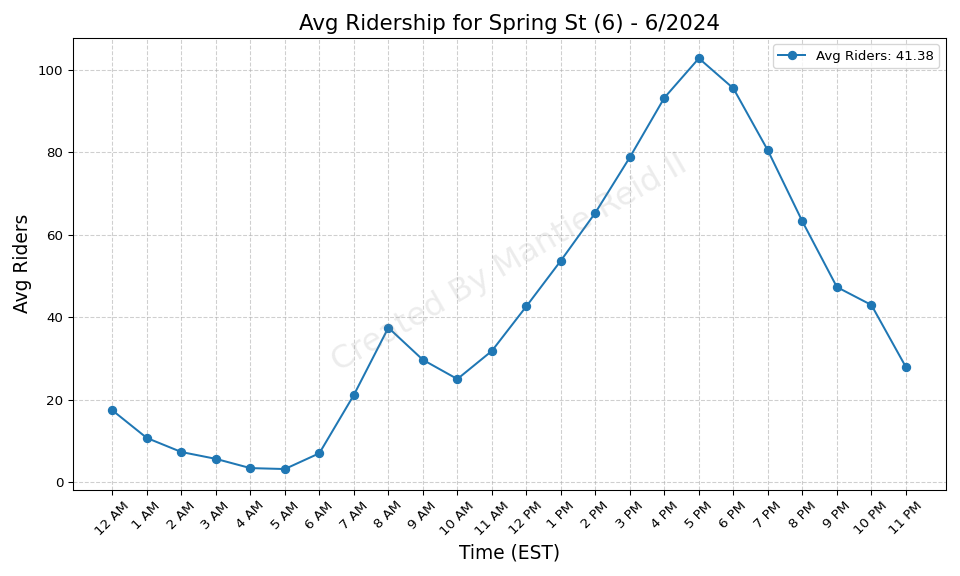 Avg Ridership for Spring St (6) - 6/2024
Avg Riders: 41.38
Avg Riders
100
80
60
40
20
0
Created By Mantie Reid II
12 AM
1 AM
2 AM
3 AM
4 AM
5 AM
6 AM
7 AM
8 AM
9 AM
10 AM
11 AM
12 PM
1 PM
2 PM
3 PM
4 PM
5 PM
6 PM
7 PM
8 PM
9 PM
10 PM
11 PM
Time (EST)